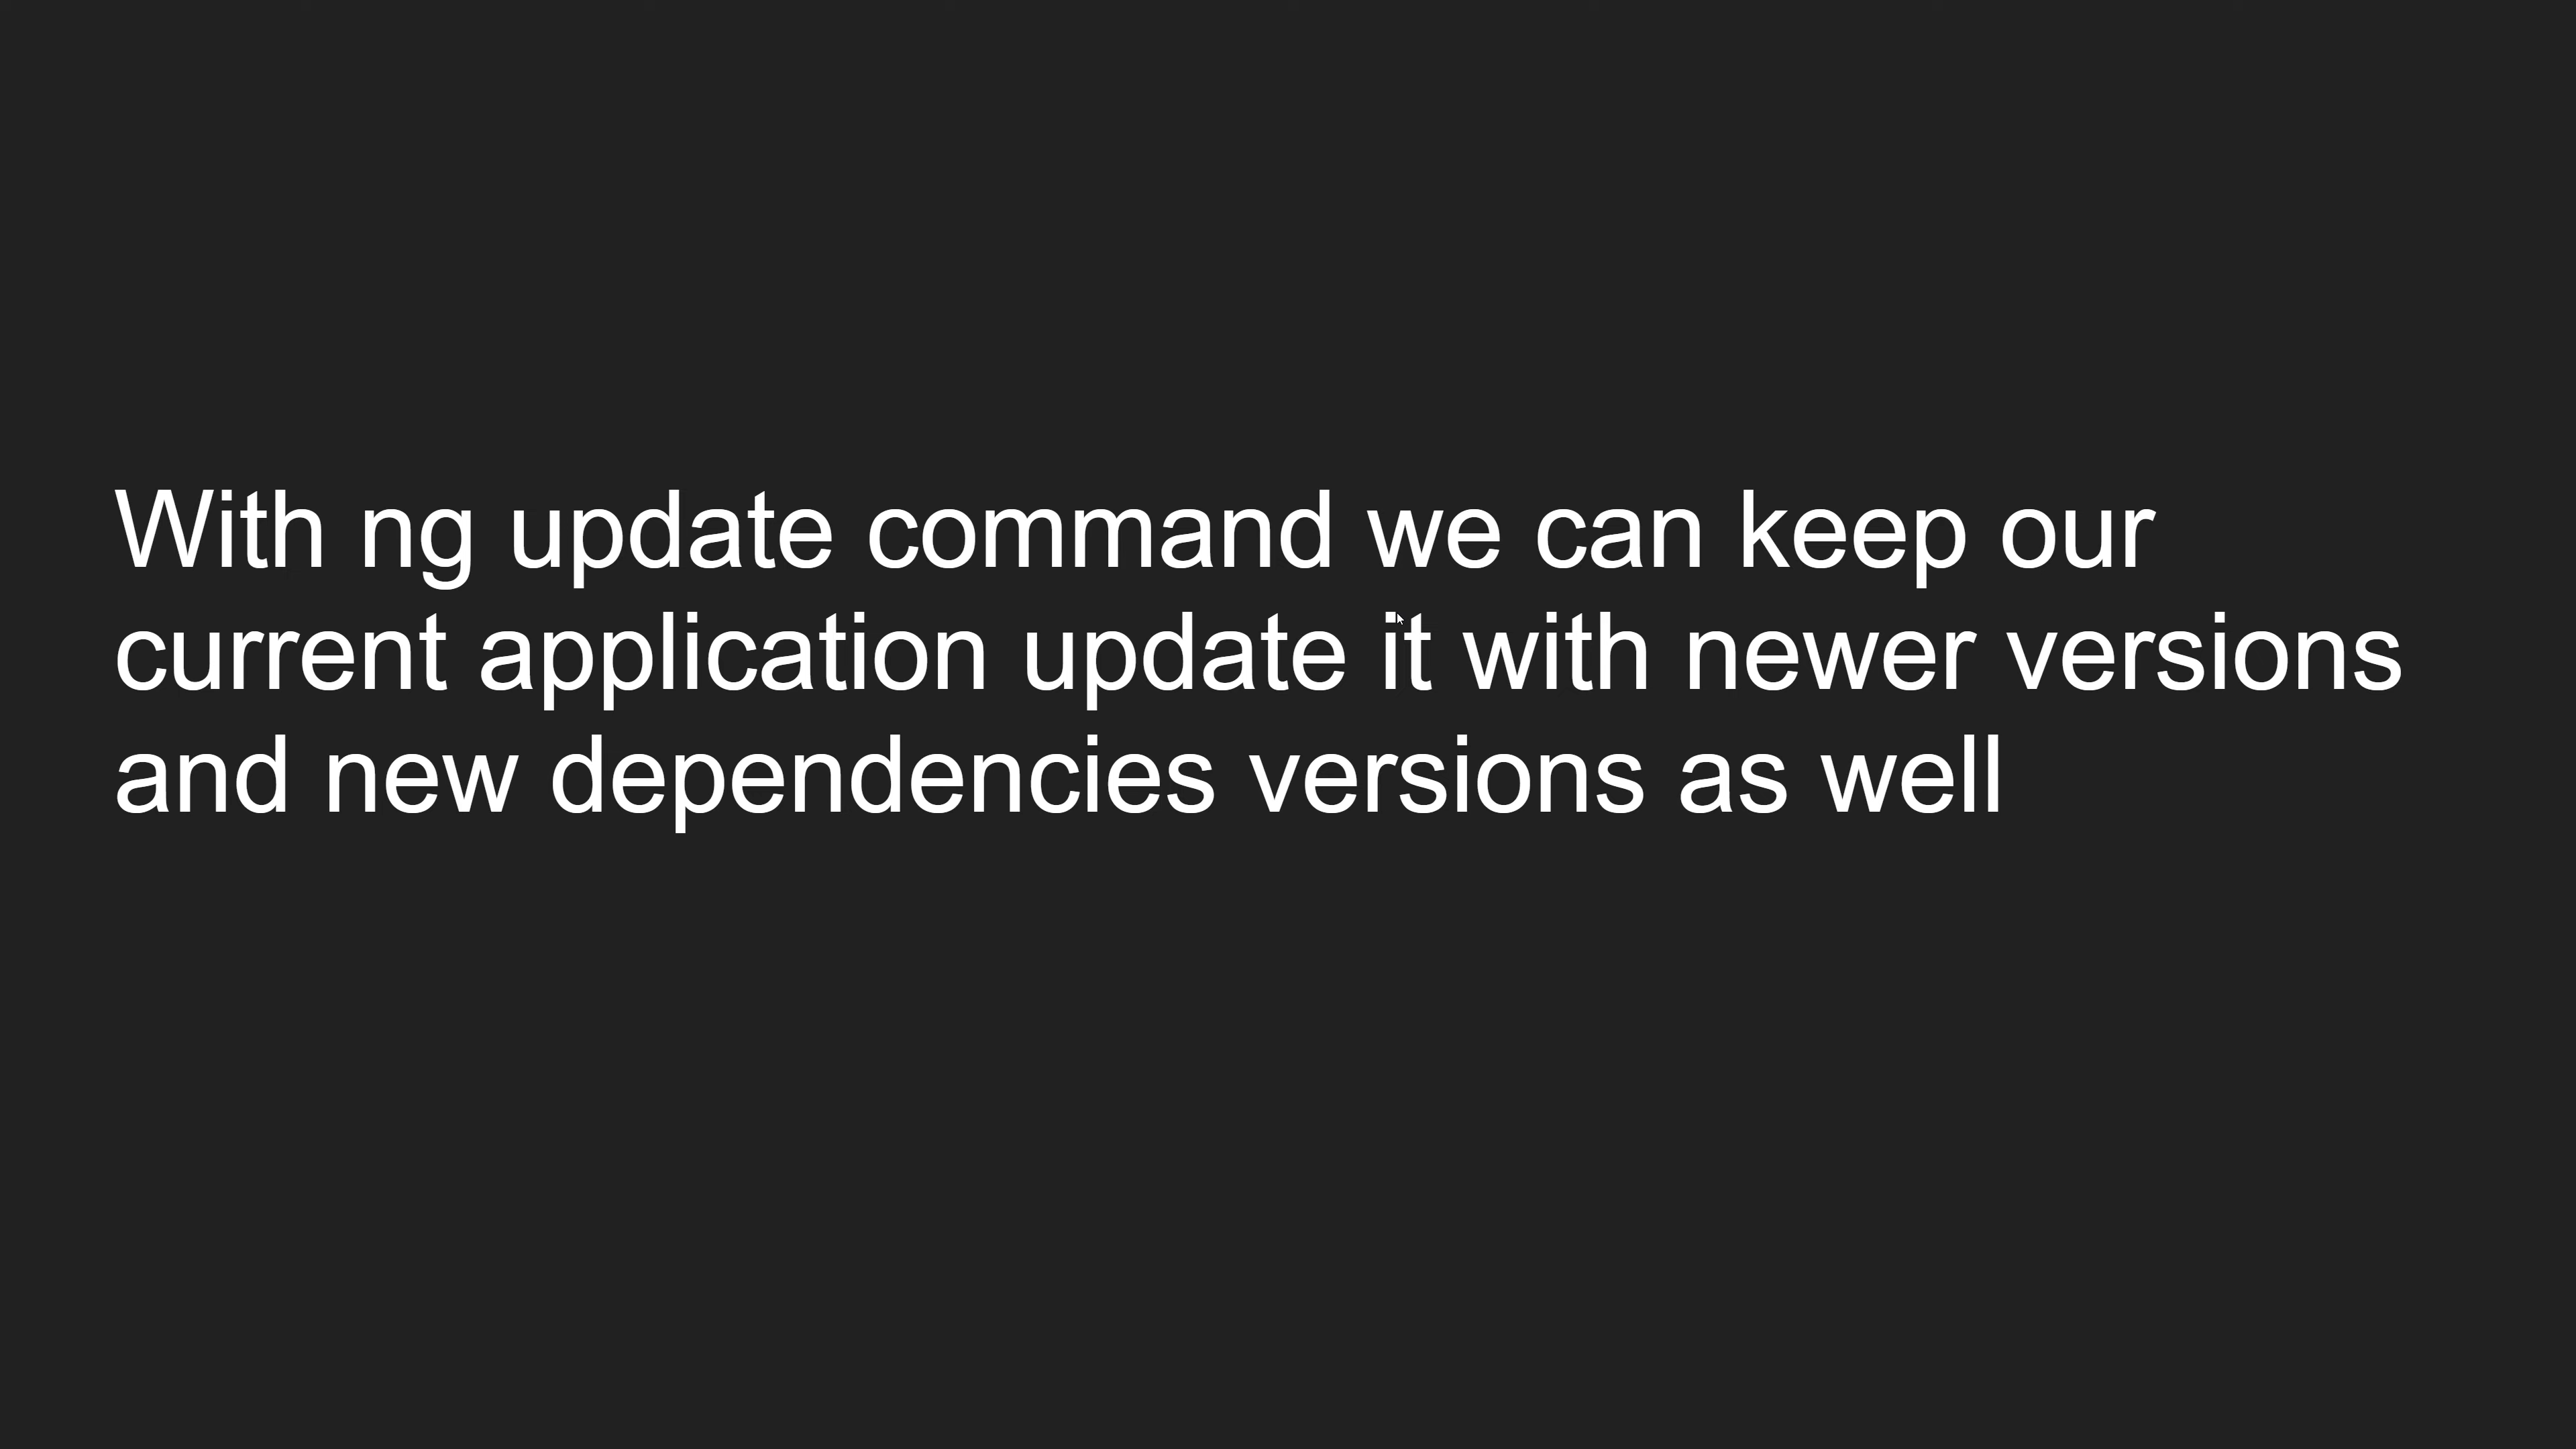 With ng update command we can keep our
current application update it with newer versions
and new dependencies versions as well